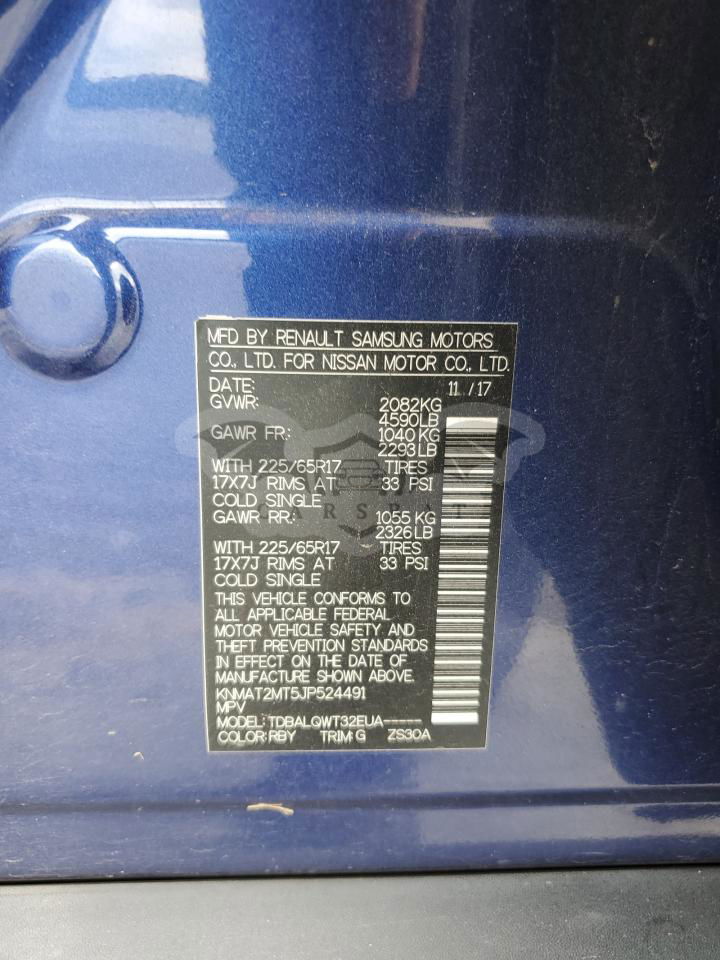 MFD BY RENAULT SAMSUNG MOTORS
CO., LTD. FOR NISSAN MOTOR CO., LTD.
DATE: 11 / 17
GVWR: 2082KG
4590LB
GAWR FR: 1040 KG
2293LB
WITH 225/65R17 TIRES
17X7J RIMS AT 33 PSI
COLD SINGLE
GAWR RR: 1055 KG
2326LB
WITH 225/65R17 TIRES
17X7J RIMS AT 33 PSI
COLD SINGLE
THIS VEHICLE CONFORMS TO
ALL APPLICABLE FEDERAL
MOTOR VEHICLE SAFETY AND
THEFT PREVENTION STANDARDS
IN EFFECT ON THE DATE OF
MANUFACTURE SHOWN ABOVE.
KNMAT2MT5JP524491
MPV
MODEL:TDBALQWT32EUA-----
COLOR:RBY TRIM:G ZS30A